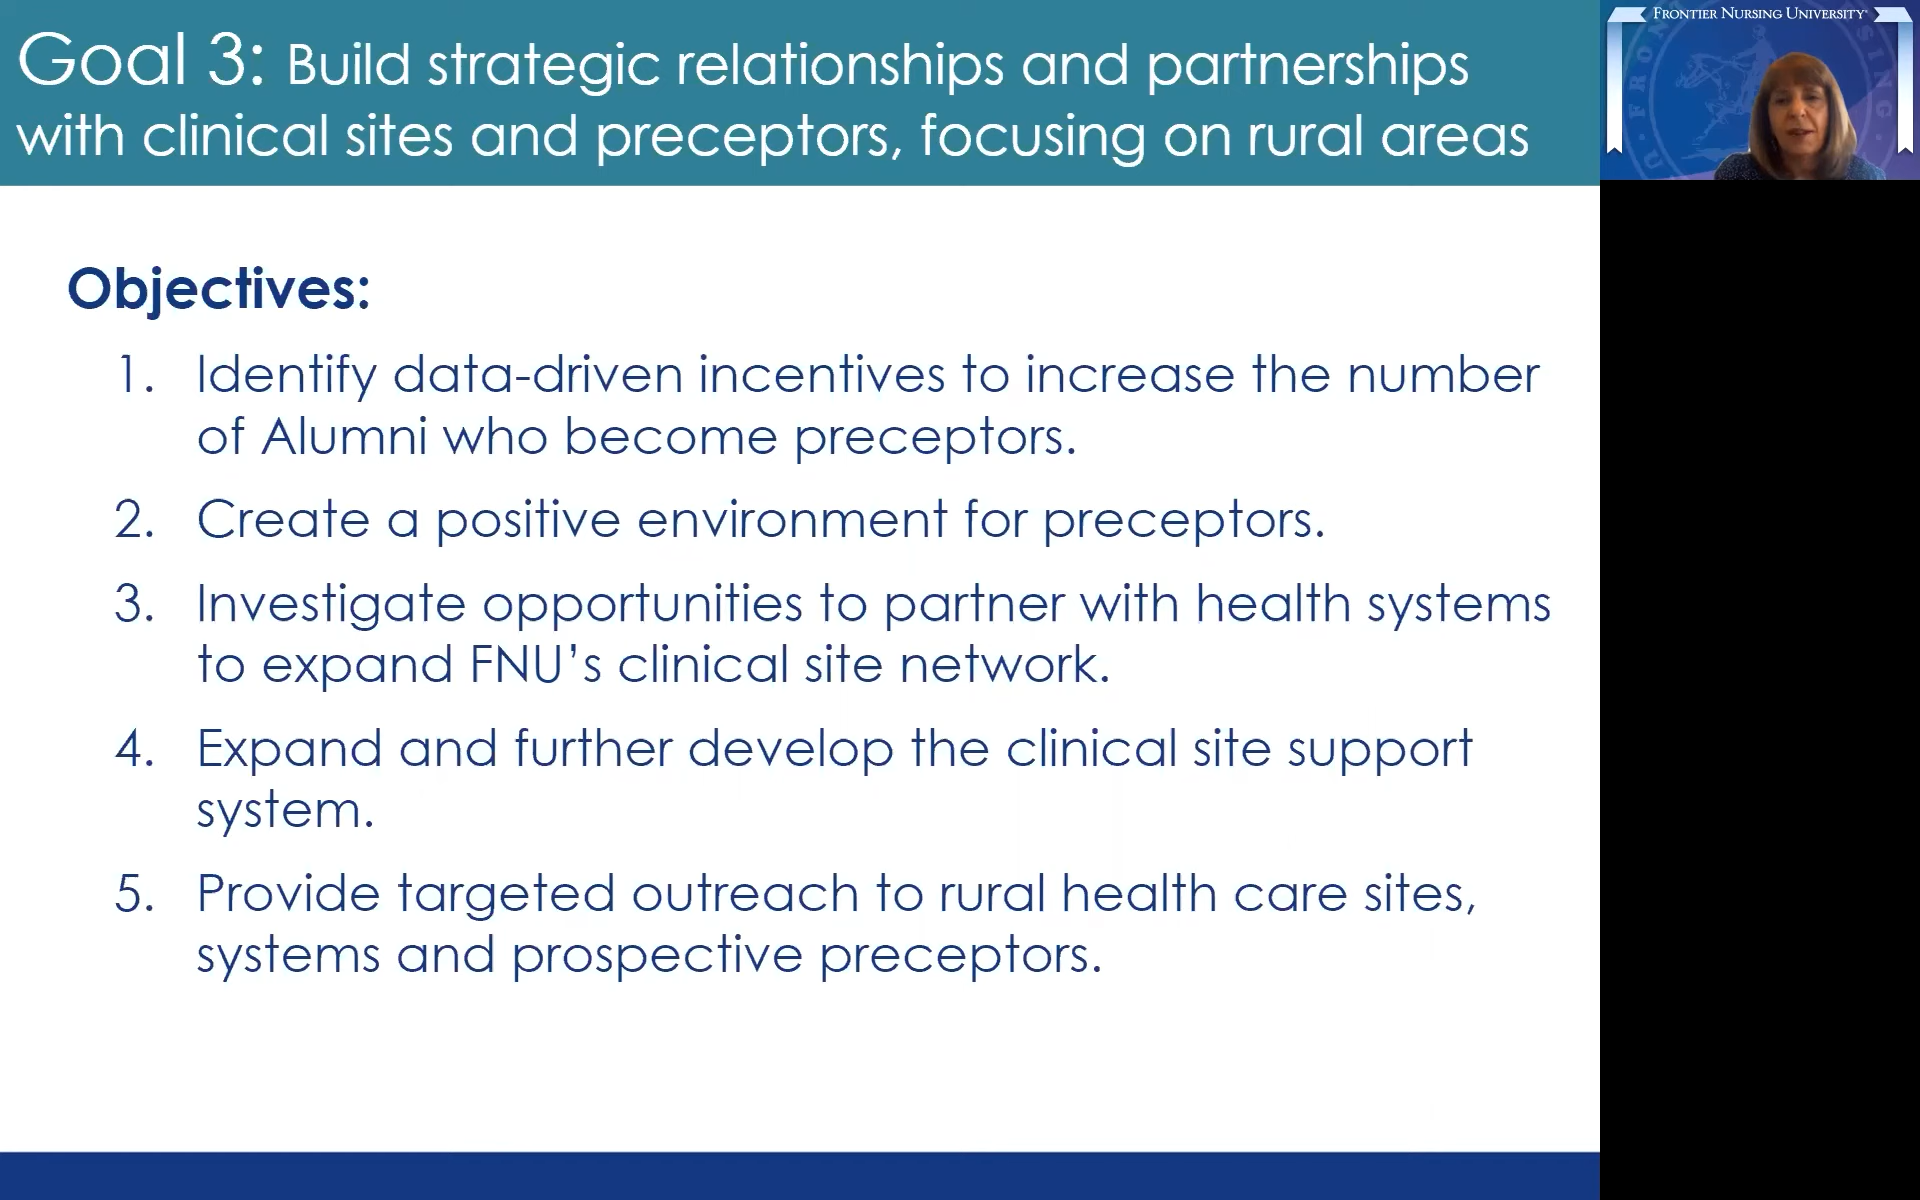 Goal 3: Build strategic relationships and partnerships
with clinical sites and preceptors, focusing on rural areas
FRONTIER NURSING UNIVERSITY
Objectives:
1. Identify data-driven incentives to increase the number
of Alumni who become preceptors.
2. Create a positive environment for preceptors.
3. Investigate opportunities to partner with health systems
to expand FNU’s clinical site network.
4. Expand and further develop the clinical site support
system.
5. Provide targeted outreach to rural health care sites,
systems and prospective preceptors.